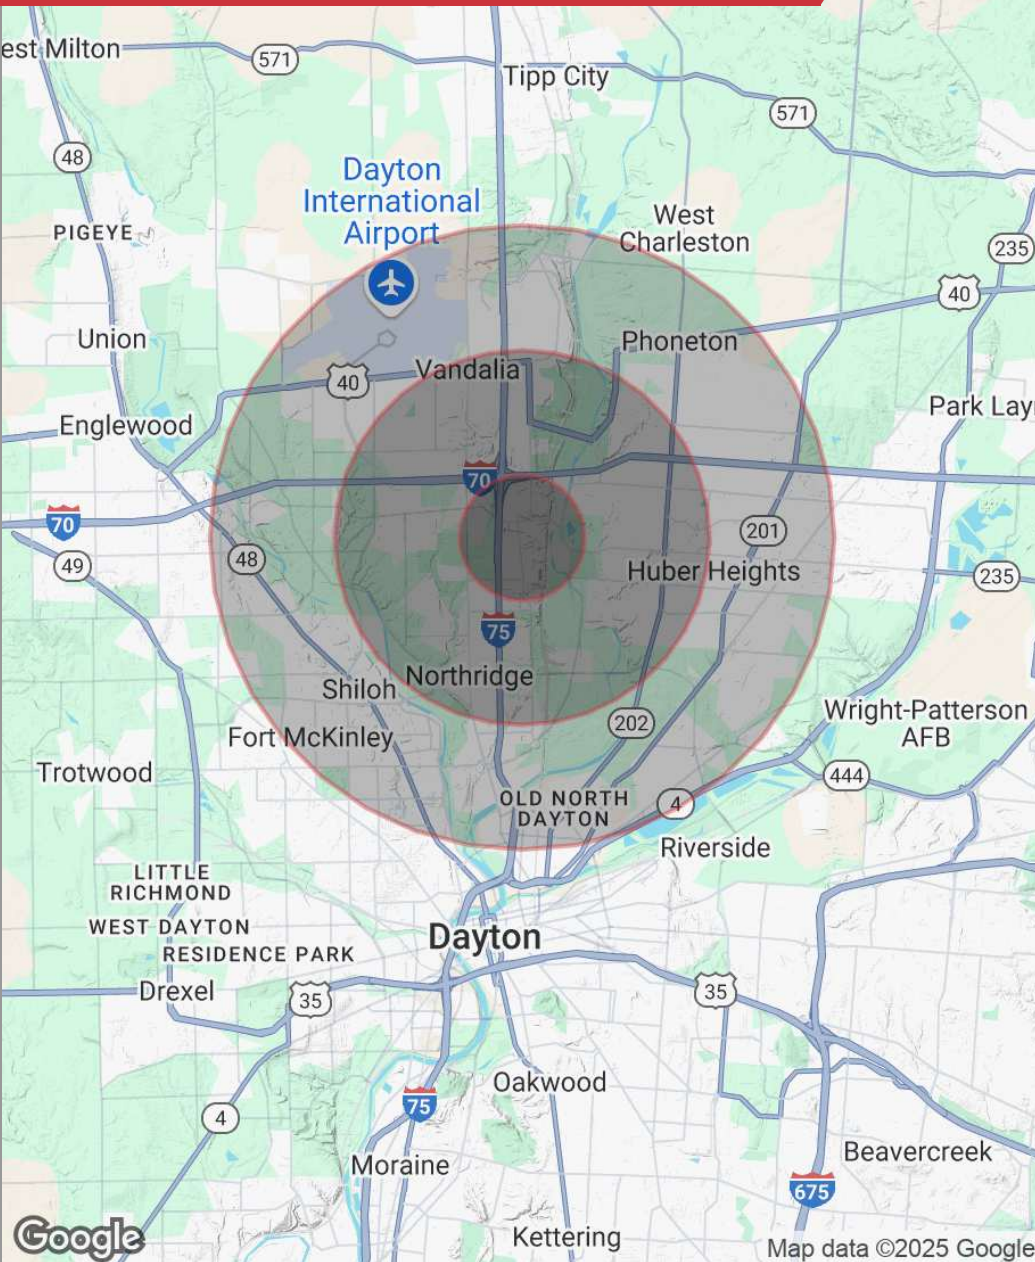 est Milton
571
Tipp City
571
48
Dayton
International
Airport
PIGEYE
West
Charleston
235
40
Union
Phoneton
Vandalia
40
Park Lay
Englewood
70
70
201
49
48
Huber Heights
235
75
Northridge
Shiloh
202
Wright-Patterson
AFB
Fort McKinley
Trotwood
444
OLD NORTH
DAYTON
4
Riverside
LITTLE
RICHMOND
WEST DAYTON
Dayton
RESIDENCE PARK
Drexel
35
35
Oakwood
75
4
Beavercreek
Moraine
675
Kettering
Google
Map data ©2025 Google